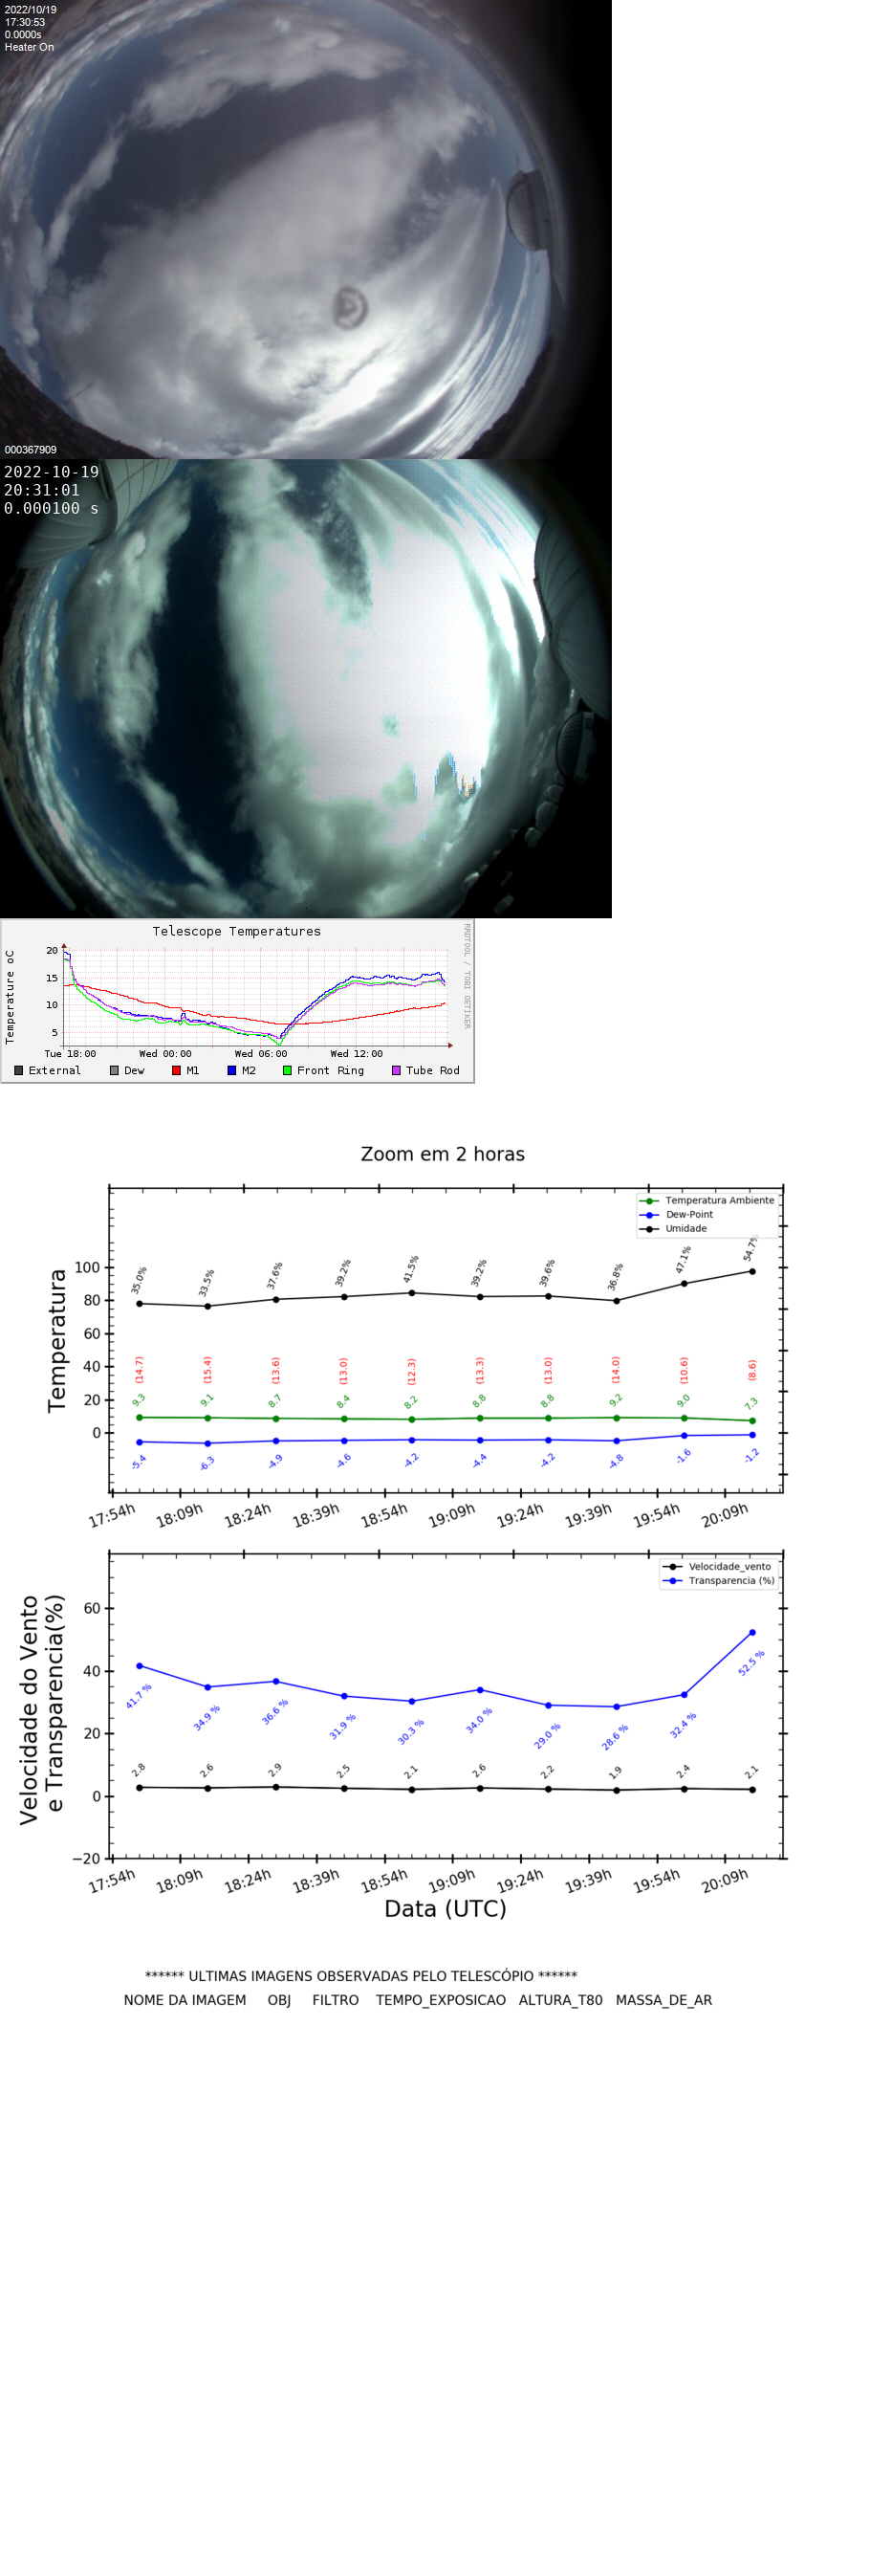 2022/10/19
17:30:53
0.0000s
Heater On
000367909
2022-10-19
20:31:01
0.000100 s
Telescope Temperatures
RRDTOOL / TOBI OETIKER
Temperature oC
20
15
10
5
Tue 18:00 Wed 00:00 Wed 06:00 Wed 12:00
External Dew M1 M2 Front Ring Tube Rod
Zoom em 2 horas
Temperatura Ambiente
Dew-Point
Umidade
Temperatura
100
80
60
40
20
0
35.0% 33.5% 37.6% 39.2% 41.5% 39.2% 39.6% 36.8% 47.1% 54.7%
(14.7) (15.4) (13.6) (13.0) (12.3) (13.3) (13.0) (14.0) (10.6) (8.6)
9.3 9.1 8.7 8.4 8.2 8.8 8.8 9.2 9.0 7.3
-5.4 -6.3 -4.9 -4.6 -4.2 -4.4 -4.2 -4.8 -1.6 -1.2
17:54h 18:09h 18:24h 18:39h 18:54h 19:09h 19:24h 19:39h 19:54h 20:09h
Velocidade_vento
Transparencia (%)
Velocidade do Vento
e Transparencia(%)
60
40
20
0
−20
41.7 % 34.9 % 36.6 % 31.9 % 30.3 % 34.0 % 29.0 % 28.6 % 32.4 % 52.5 %
2.8 2.6 2.9 2.5 2.1 2.6 2.2 1.9 2.4 2.1
17:54h 18:09h 18:24h 18:39h 18:54h 19:09h 19:24h 19:39h 19:54h 20:09h
Data (UTC)
****** ULTIMAS IMAGENS OBSERVADAS PELO TELESCÓPIO ******
NOME DA IMAGEM OBJ FILTRO TEMPO_EXPOSICAO ALTURA_T80 MASSA_DE_AR